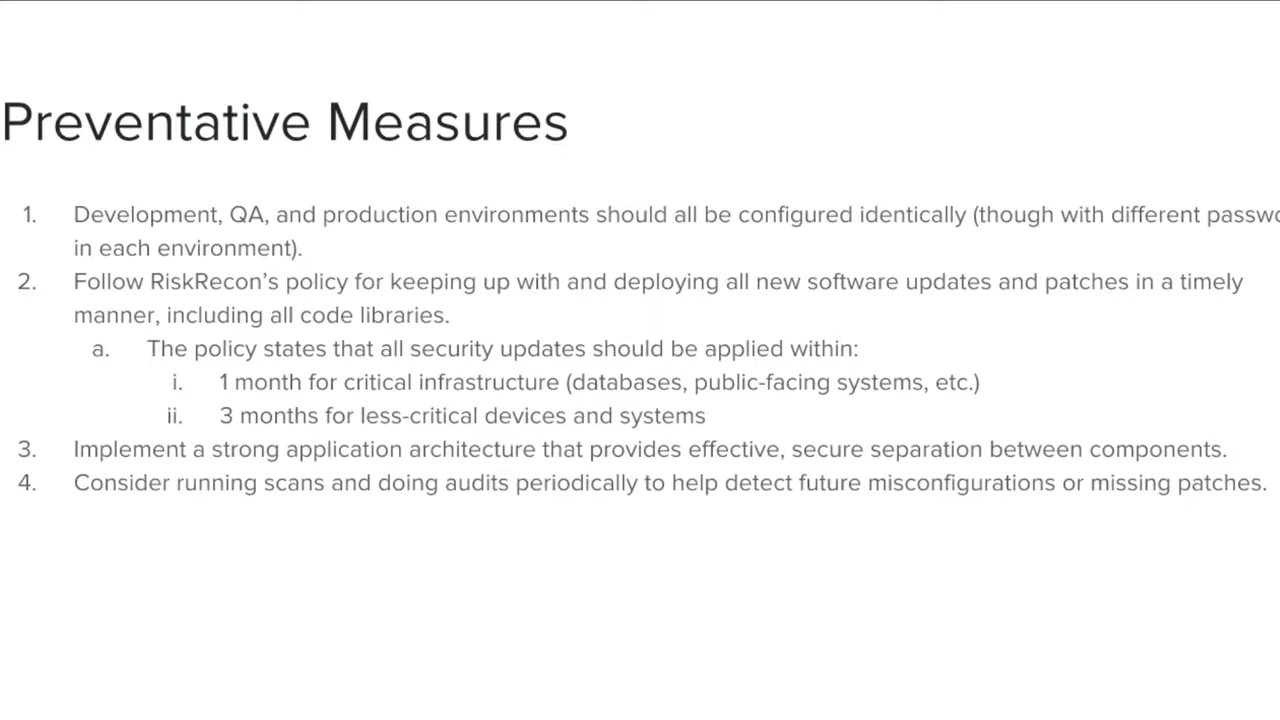 Preventative Measures
1. Development, QA, and production environments should all be configured identically (though with different
in each environment).
2. Follow RiskRecon’s policy for keeping up with and deploying all new software updates and patches in a timely
manner, including all code libraries.
a. The policy states that all security updates should be applied within:
i. 1 month for critical infrastructure (databases, public-facing systems, etc.)
ii. 3 months for less-critical devices and systems
3. Implement a strong application architecture that provides effective, secure separation between components.
4. Consider running scans and doing audits periodically to help detect future misconfigurations or missing patches.